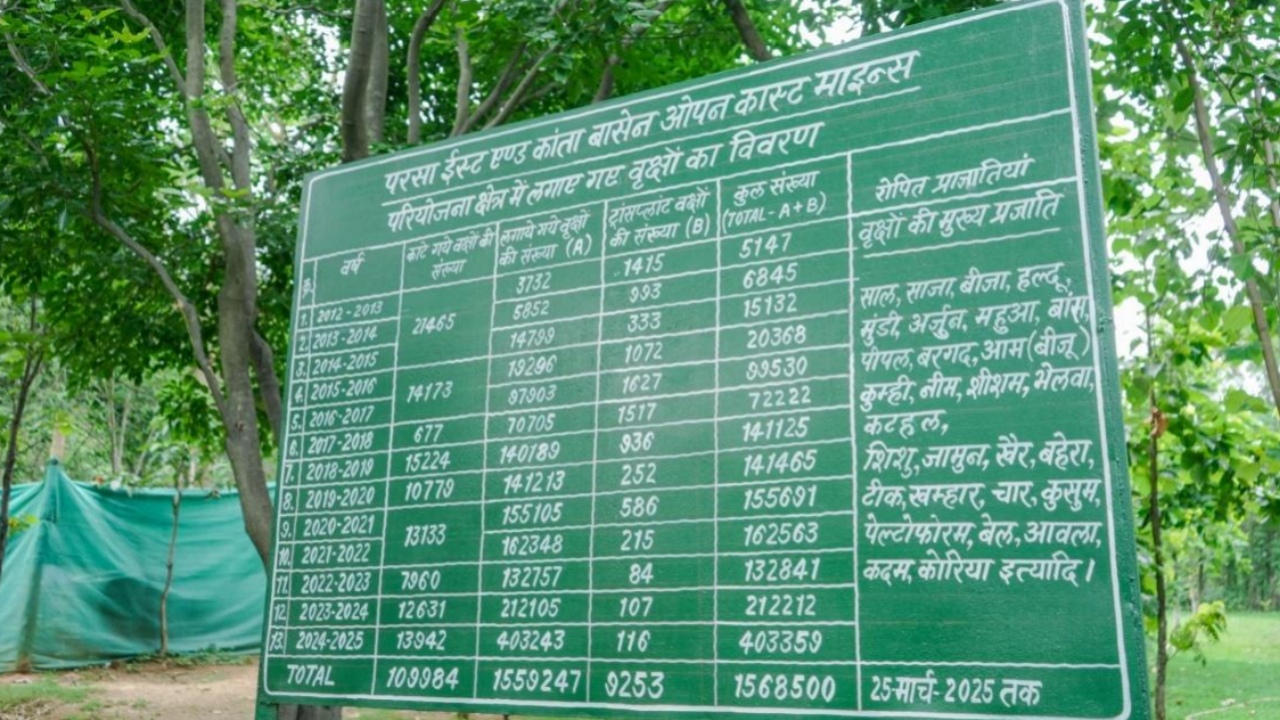 परसा ईस्ट एण्ड कांता बासेन ओपन कास्ट माइन्स
परियोजना क्षेत्र में लगाए गए वृक्षों का विवरण
क्र. वर्ष काटे गये वृक्षों की संख्या लगाये गये वृक्षों की संख्या (A) ट्रांसप्लांट वृक्षों की संख्या (B) कुल संख्या (TOTAL - A + B)
1. 2012-2013 21465 3732 1415 5147
2. 2013-2014 5852 993 6845
3. 2014-2015 14799 333 15132
4. 2015-2016 14173 19296 1072 20368
5. 2016-2017 97903 1627 99530
6. 2017-2018 677 70705 1517 72222
7. 2018-2019 15224 140189 936 141125
8. 2019-2020 10779 141213 252 141465
9. 2020-2021 13133 155105 586 155691
10. 2021-2022 162348 215 162563
11. 2022-2023 7960 132757 84 132841
12. 2023-2024 12631 212105 107 212212
13. 2024-2025 13942 403243 116 403359
TOTAL 109984 1559247 9253 1568500
रोपित प्राजातियां
वृक्षों की मुख्य प्रजाति
साल, साजा, बीजा, हल्दू,
मुंडी, अर्जुन, महुआ, बांस,
पीपल, बरगद, आम (बीजू)
कुम्ही, नीम, शीशम, भेलवा,
कटहल,
शिशु, जामुन, खैर, बहेरा,
टीक, खम्हार, चार, कुसुम,
पेल्टोफोरम, बेल, आवला,
कदम, कोरिया इत्यादि।
25-मार्च-2025 तक